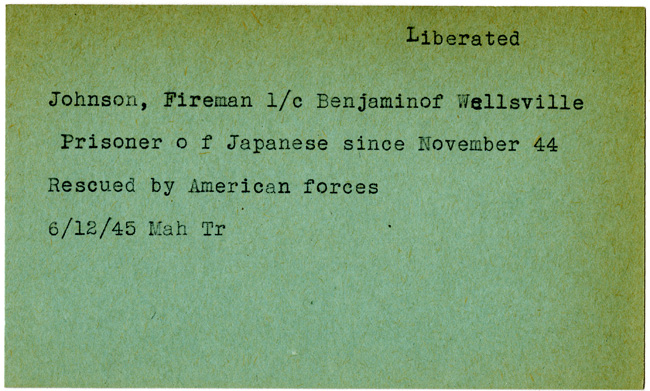 Liberated
Johnson, Fireman 1/c Benjaminof Wellsville
Prisoner o f Japanese since November 44
Rescued by American forces
6/12/45 Mah Tr